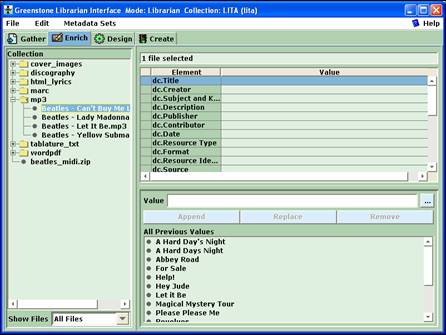 Greenstone Librarian Interface Mode: Librarian Collection: LITA (lita)
File Edit Metadata Sets Help
Gather Enrich Design Create
Collection
cover_images
discography
html_lyrics
marc
mp3
Beatles - Can't Buy Me L
Beatles - Lady Madonna
Beatles - Let It Be.mp3
Beatles - Yellow Subma
tablature_txt
wordpdf
beatles_midi.zip
Show Files All Files
1 file selected
Element Value
dc.Title
dc.Creator
dc.Subject and K...
dc.Description
dc.Publisher
dc.Contributor
dc.Date
dc.Resource Type
dc.Format
dc.Resource Ide...
dc.Source
Value ...
Append Replace Remove
All Previous Values
A Hard Day's Night
A Hard Days Night
Abbey Road
For Sale
Help!
Hey Jude
Let it Be
Magical Mystery Tour
Please Please Me